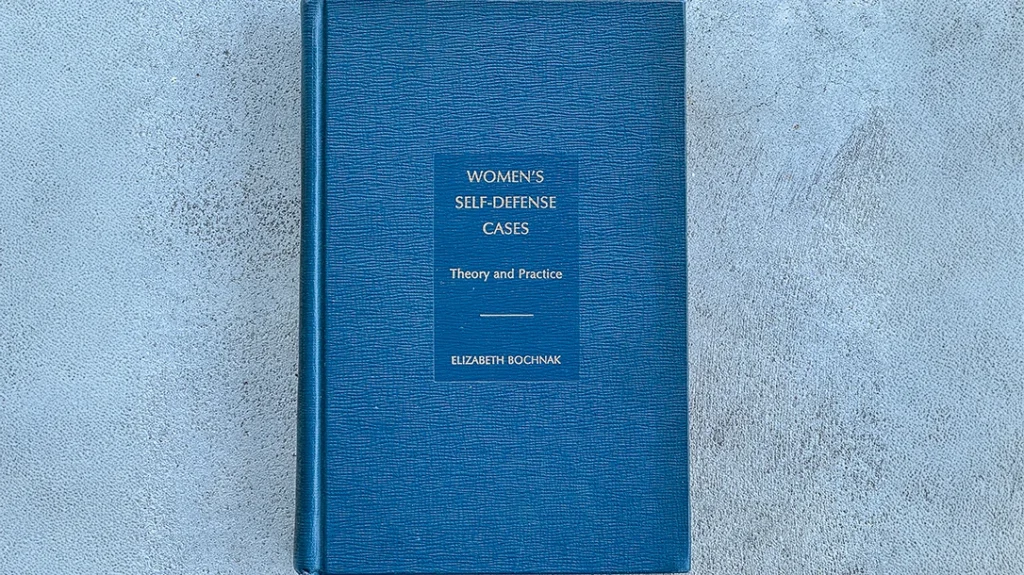 WOMEN'S
SELF-DEFENSE
CASES
Theory and Practice
ELIZABETH BOCHNAK